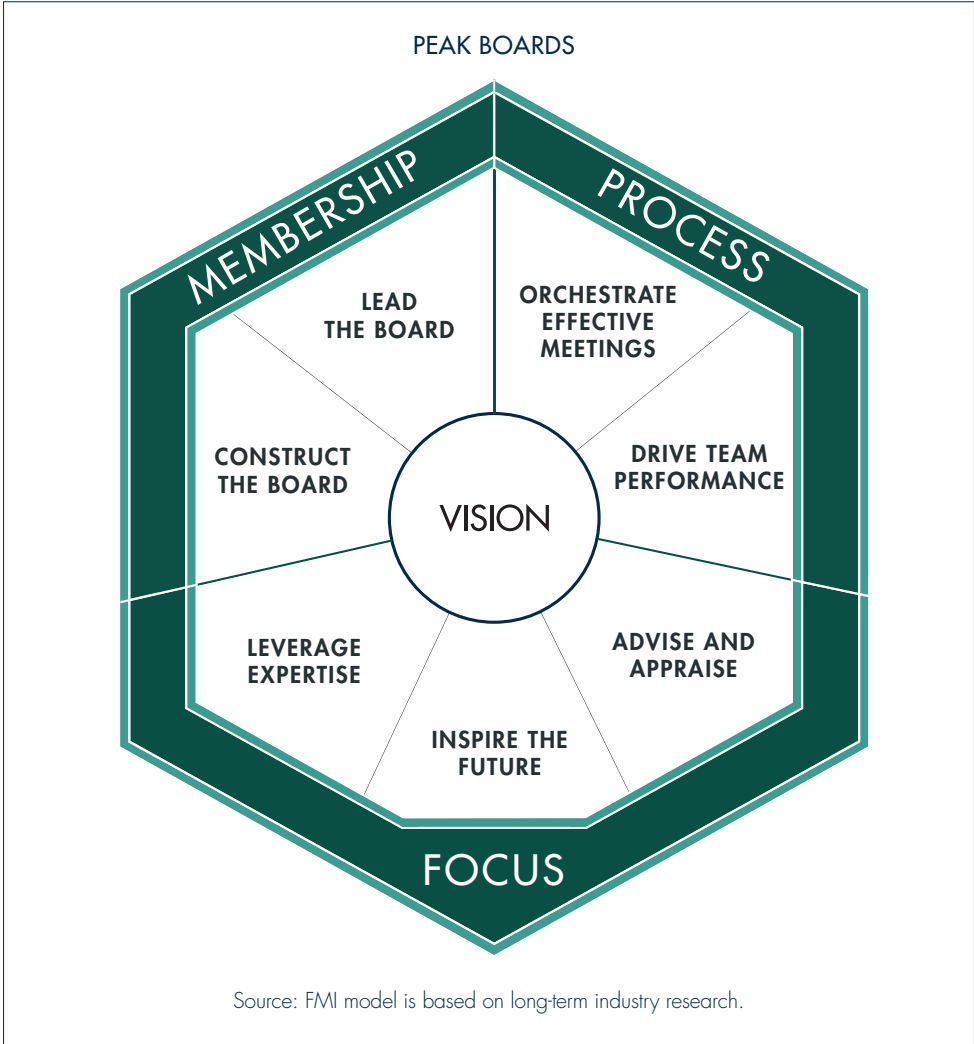 PEAK BOARDS
MEMBERSHIP
PROCESS
LEAD
THE BOARD
ORCHESTRATE
EFFECTIVE
MEETINGS
CONSTRUCT
THE BOARD
DRIVE TEAM
PERFORMANCE
VISION
LEVERAGE
EXPERTISE
ADVISE AND
APPRAISE
INSPIRE THE
FUTURE
FOCUS
Source: FMI model is based on long-term industry research.